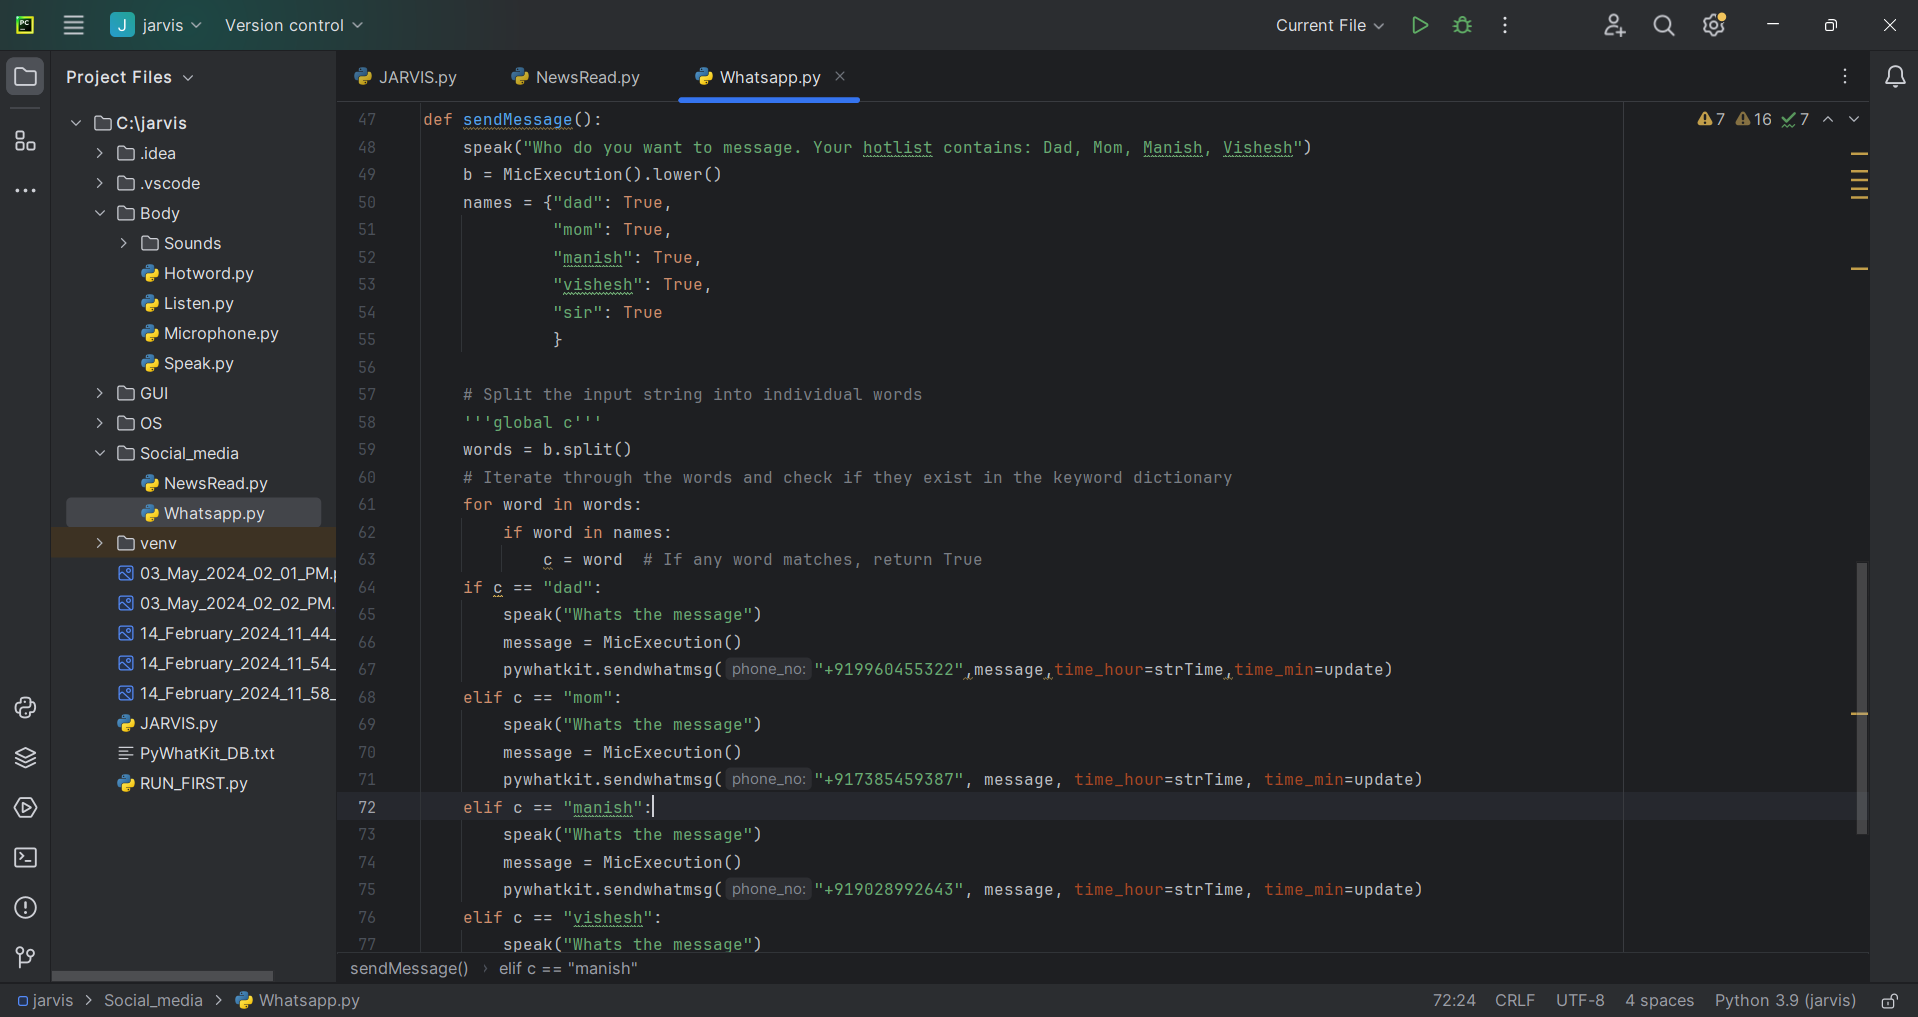 PC
J jarvis Version control Current File
Project Files
C:\jarvis
.idea
.vscode
Body
Sounds
Hotword.py
Listen.py
Microphone.py
Speak.py
GUI
OS
Social_media
NewsRead.py
Whatsapp.py
venv
03_May_2024_02_01_PM.p
03_May_2024_02_02_PM.
14_February_2024_11_44_
14_February_2024_11_54_
14_February_2024_11_58_
JARVIS.py
PyWhatKit_DB.txt
RUN_FIRST.py
JARVIS.py NewsRead.py Whatsapp.py
7 16 7
47 def sendMessage():
48 speak("Who do you want to message. Your hotlist contains: Dad, Mom, Manish, Vishesh")
49 b = MicExecution().lower()
50 names = {"dad": True,
51 "mom": True,
52 "manish": True,
53 "vishesh": True,
54 "sir": True
55 }
56
57 # Split the input string into individual words
58 '''global c'''
59 words = b.split()
60 # Iterate through the words and check if they exist in the keyword dictionary
61 for word in words:
62 if word in names:
63 c = word # If any word matches, return True
64 if c == "dad":
65 speak("Whats the message")
66 message = MicExecution()
67 pywhatkit.sendwhatmsg( phone_no: "+919960455322",message,time_hour=strTime,time_min=update)
68 elif c == "mom":
69 speak("Whats the message")
70 message = MicExecution()
71 pywhatkit.sendwhatmsg( phone_no: "+917385459387", message, time_hour=strTime, time_min=update)
72 elif c == "manish":
73 speak("Whats the message")
74 message = MicExecution()
75 pywhatkit.sendwhatmsg( phone_no: "+919028992643", message, time_hour=strTime, time_min=update)
76 elif c == "vishesh":
77 speak("Whats the message")
sendMessage() › elif c == "manish"
jarvis > Social_media > Whatsapp.py 72:24 CRLF UTF-8 4 spaces Python 3.9 (jarvis)